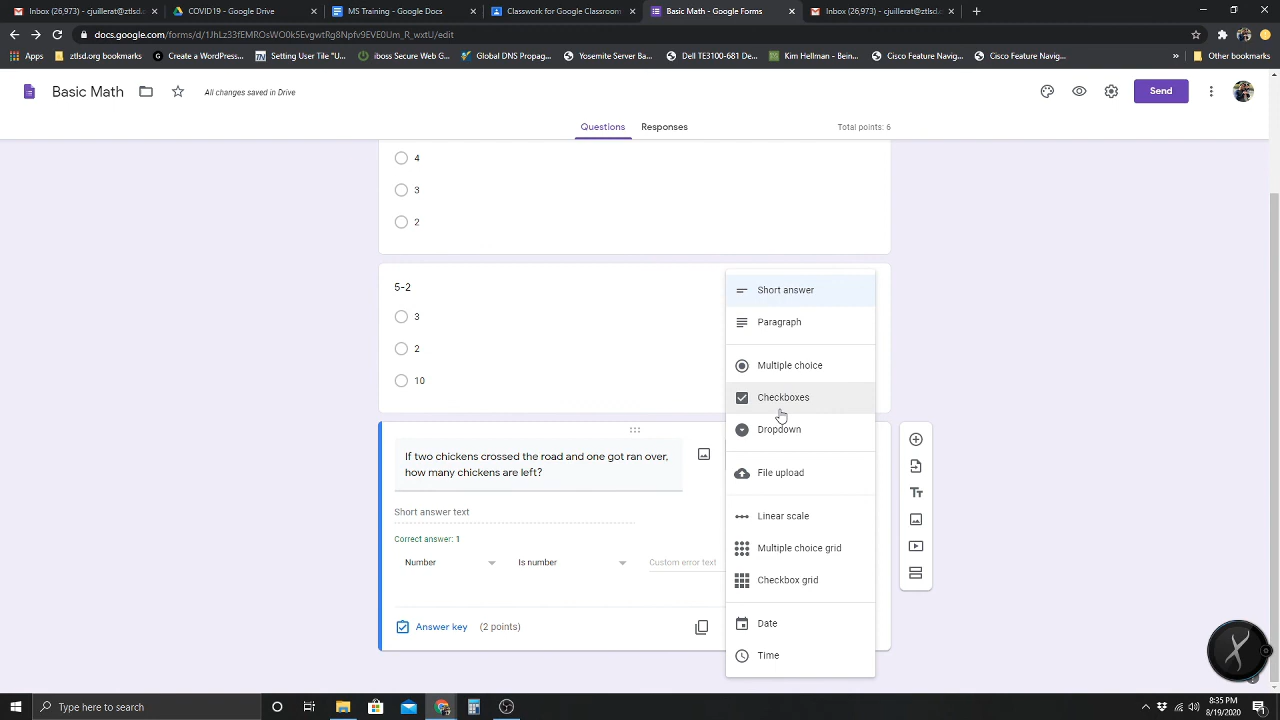 Inbox (26,973) - cjuillerat@ztlsd.c
COVID19 - Google Drive
MS Training - Google Docs
Classwork for Google Classroom
Basic Math - Google Forms
Inbox (26,973) - cjuillerat@ztlsd.c
docs.google.com/forms/d/1JhLz33fEMROsWO0k5EvgwtRg8Npfv9EVE0Um_R_wxtU/edit
Apps
ztlsd.org bookmarks
Create a WordPress...
Setting User Tile "U...
iboss Secure Web G...
Global DNS Propag...
Yosemite Server Ba...
Dell TE3100-681 De...
Kim Hellman - Bein...
Cisco Feature Navig...
Cisco Feature Navig...
»
Basic Math
All changes saved in Drive
Send
Questions
Responses
Total points: 6
4
3
2
5-2
3
2
10
Short answer
Paragraph
Multiple choice
Checkboxes
Dropdown
File upload
Linear scale
Multiple choice grid
Checkbox grid
Date
Time
If two chickens crossed the road and one got ran over,
how many chickens are left?
Short answer text
Correct answer: 1
Number
Is number
Custom error text
Answer key
(2 points)
Tт
Type here to search
8:35 PM
8/19/2020